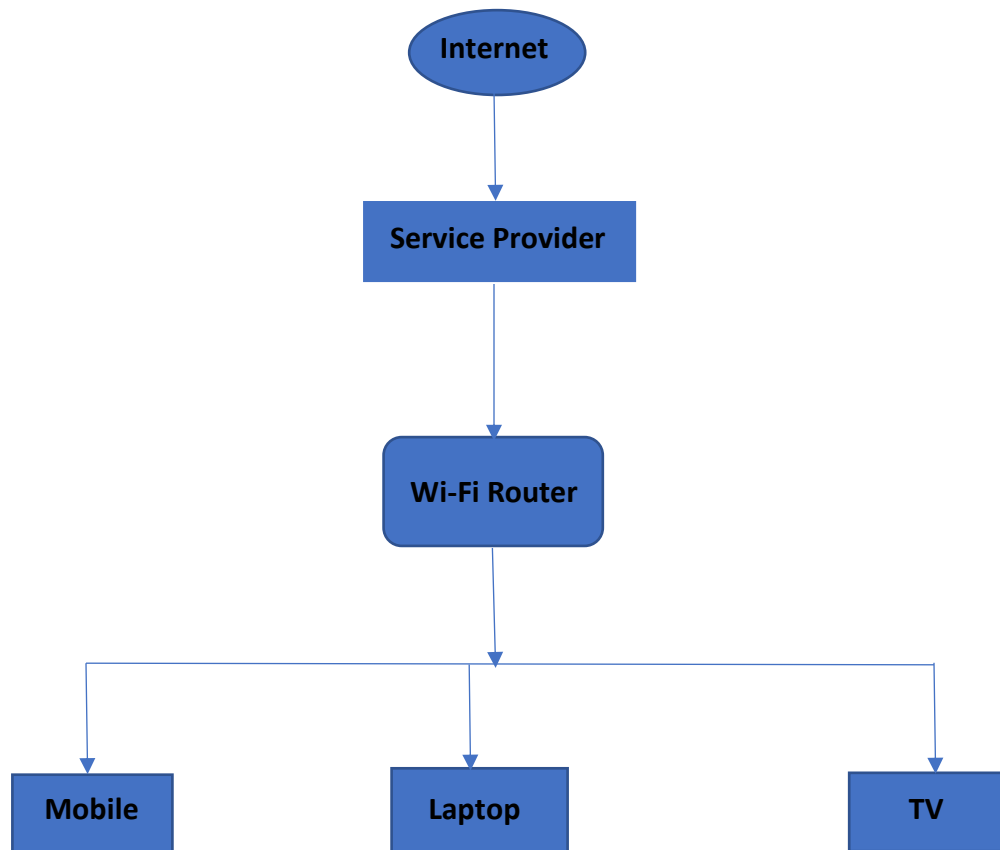 Internet
Service Provider
Wi-Fi Router
Mobile
Laptop
TV